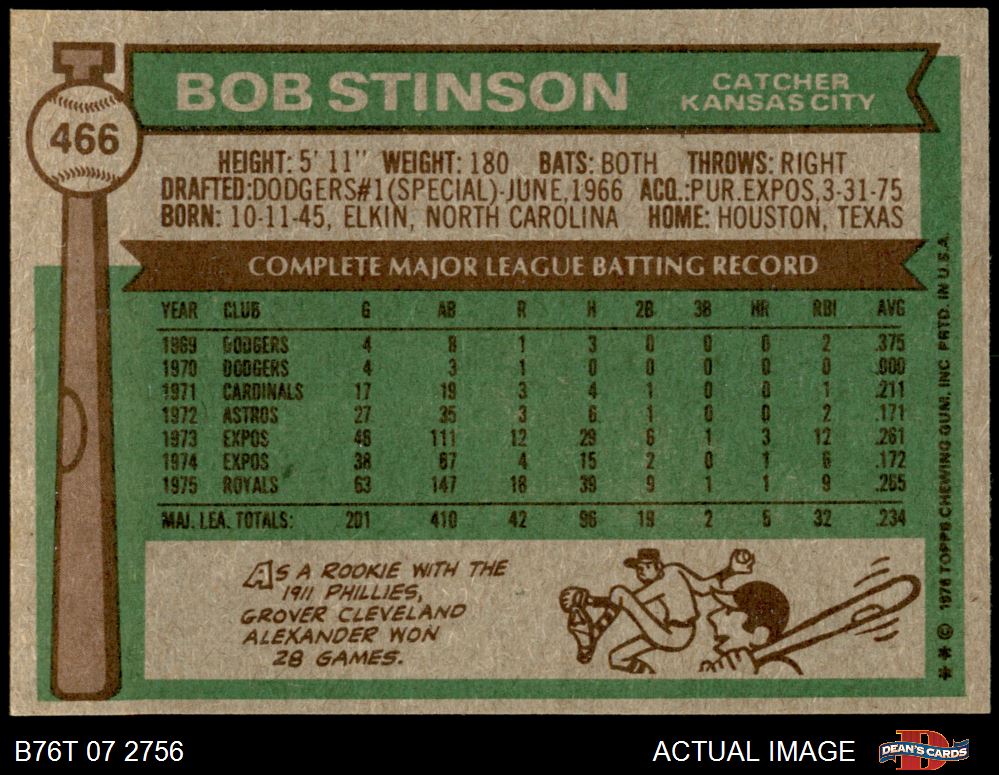 BOB STINSON
CATCHER
KANSAS CITY
466
HEIGHT: 5' 11" WEIGHT: 180 BATS: BOTH THROWS: RIGHT
DRAFTED:DODGERS#1(SPECIAL)-JUNE,1966 ACQ.:PUR.EXPOS,3-31-75
BORN: 10-11-45, ELKIN, NORTH CAROLINA HOME: HOUSTON, TEXAS
COMPLETE MAJOR LEAGUE BATTING RECORD
YEAR CLUB G AB R H 2B 3B HR RBI AVG
1969 DODGERS 4 8 1 3 0 0 0 2 .375
1970 DODGERS 4 3 1 0 0 0 0 0 .000
1971 CARDINALS 17 19 3 4 1 0 0 1 .211
1972 ASTROS 27 35 3 6 1 0 0 2 .171
1973 EXPOS 48 111 12 29 6 1 3 12 .261
1974 EXPOS 38 87 4 15 2 0 1 6 .172
1975 ROYALS 63 147 18 39 9 1 1 9 .265
MAJ. LEA. TOTALS: 201 410 42 96 19 2 5 32 .234
AS A ROOKIE WITH THE
1911 PHILLIES,
GROVER CLEVELAND
ALEXANDER WON
28 GAMES.
** © 1976 TOPPS CHEWING GUM, INC. PRTD. IN U.S.A.
B76T 07 2756
ACTUAL IMAGE
DEAN'S CARDS